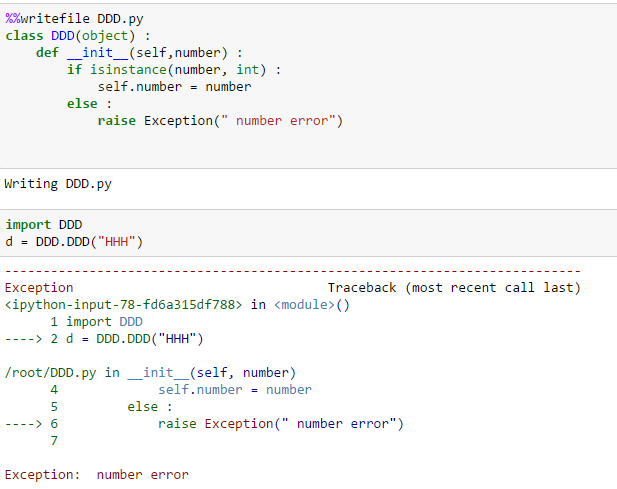 %%writefile DDD.py
class DDD(object) :
    def __init__(self,number) :
        if isinstance(number, int) :
            self.number = number
        else :
            raise Exception(" number error")
Writing DDD.py
import DDD
d = DDD.DDD("HHH")
---------------------------------------------------------------------------
Exception                                 Traceback (most recent call last)
<ipython-input-78-fd6a315df788> in <module>()
      1 import DDD
----> 2 d = DDD.DDD("HHH")
/root/DDD.py in __init__(self, number)
      4             self.number = number
      5         else :
----> 6             raise Exception(" number error")
      7
Exception:  number error